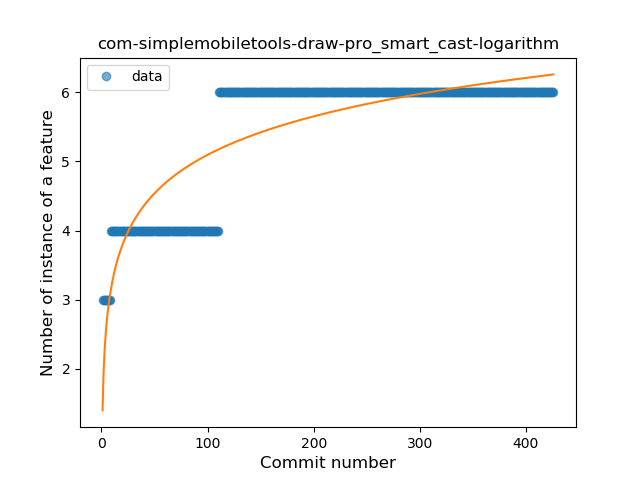 com-simplemobiletools-draw-pro_smart_cast-logarithm
data
6
5
4
3
2
Number of instance of a feature
0 100 200 300 400
Commit number